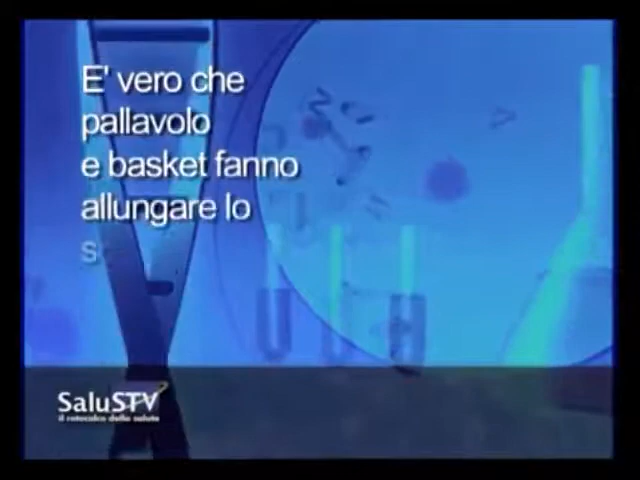 E' vero che
pallavolo
e basket fanno
allungare lo
SaluSTV
il rotocalco della salute